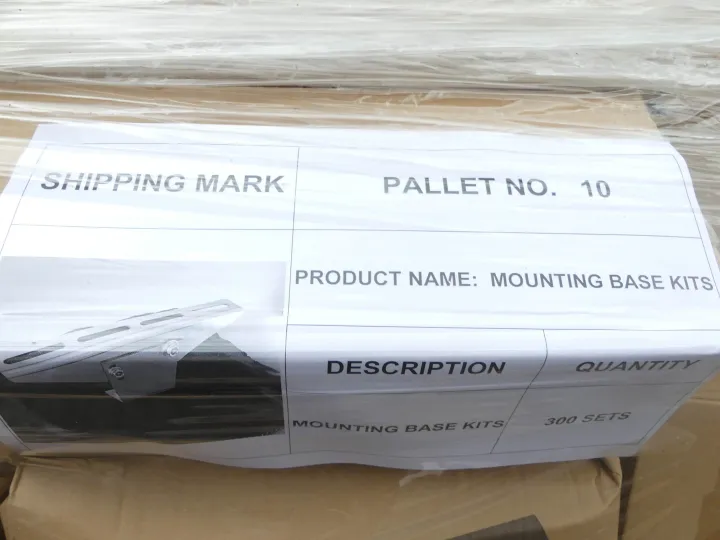 SHIPPING MARK
PALLET NO. 10
PRODUCT NAME: MOUNTING BASE KITS
DESCRIPTION
QUANTITY
MOUNTING BASE KITS
300 SETS